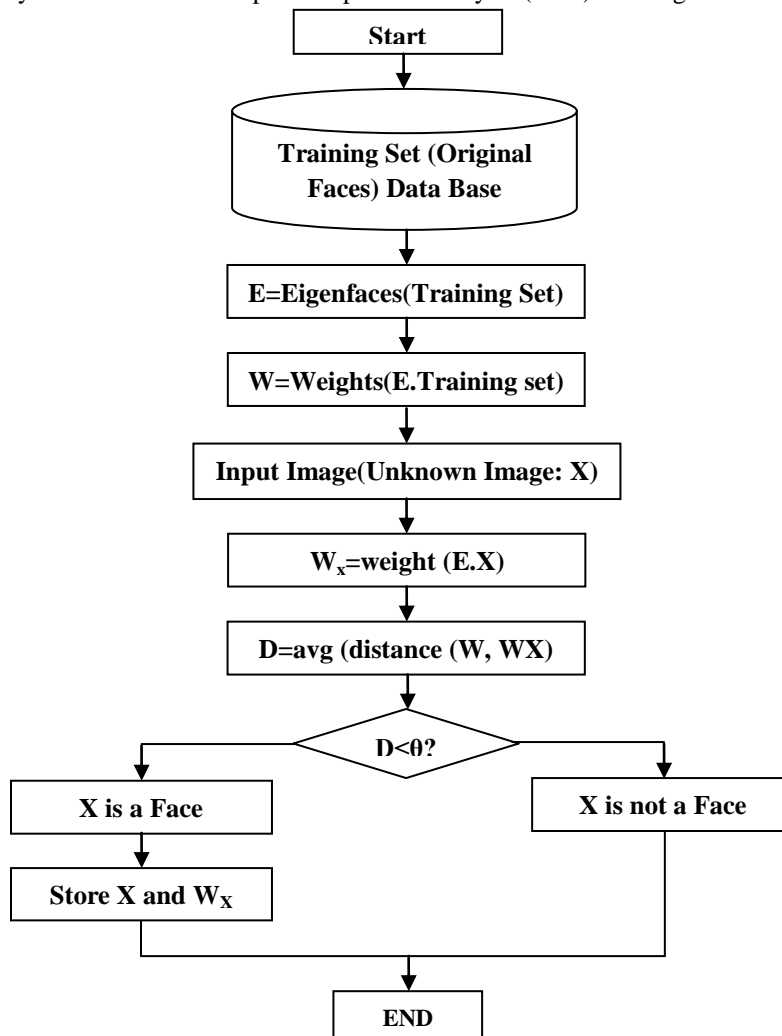 Start
Training Set (Original
Faces) Data Base
E=Eigenfaces(Training Set)
W=Weights(E.Training set)
Input Image(Unknown Image: X)
Wx=weight (E.X)
D=avg (distance (W, WX)
D<θ?
X is a Face
X is not a Face
Store X and WX
END